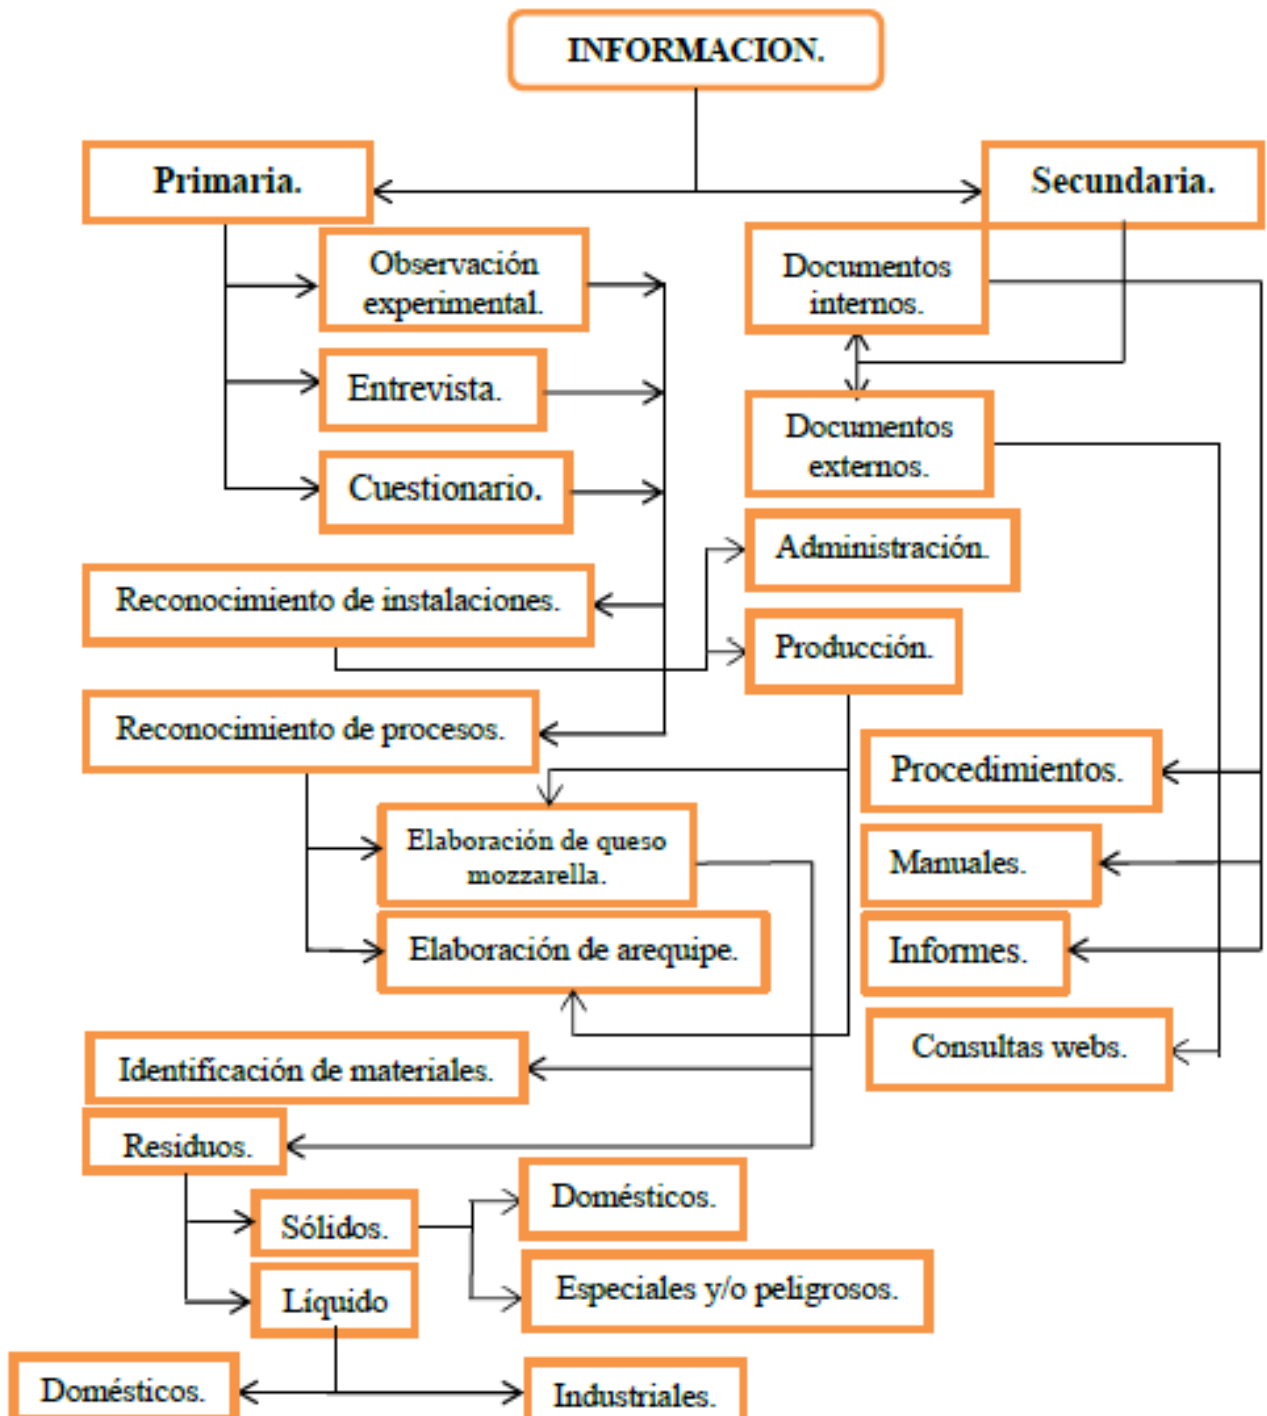 INFORMACION.
Primaria.
Secundaria.
Observación
experimental.
Documentos
internos.
Entrevista.
Documentos
externos.
Cuestionario.
Administración.
Reconocimiento de instalaciones.
Producción.
Reconocimiento de procesos.
Procedimientos.
Elaboración de queso
mozzarella.
Manuales.
Elaboración de arequipe.
Informes.
Consultas webs.
Identificación de materiales.
Residuos.
Domésticos.
Sólidos.
Especiales y/o peligrosos.
Líquido
Domésticos.
Industriales.